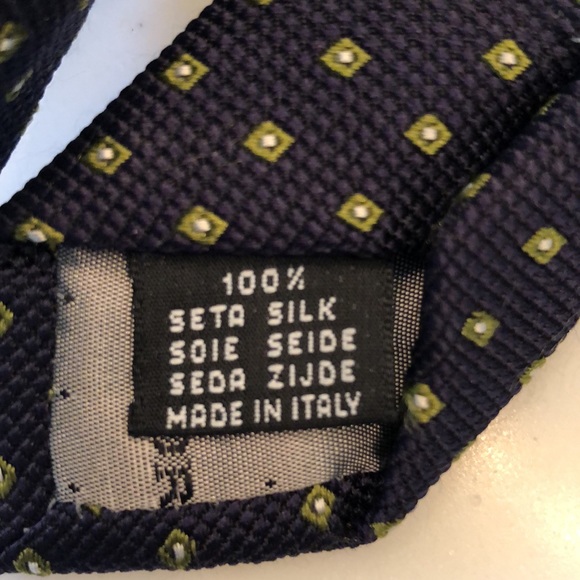 100%
SETA SILK
SOIE SEIDE
SEDA ZIJDE
MADE IN ITALY